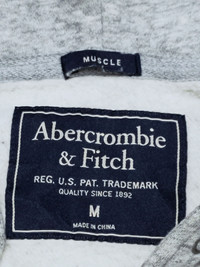 MUSCLE
Abercrombie
& Fitch
REG. U.S. PAT. TRADEMARK
QUALITY SINCE 1892
M
MADE IN CHINA